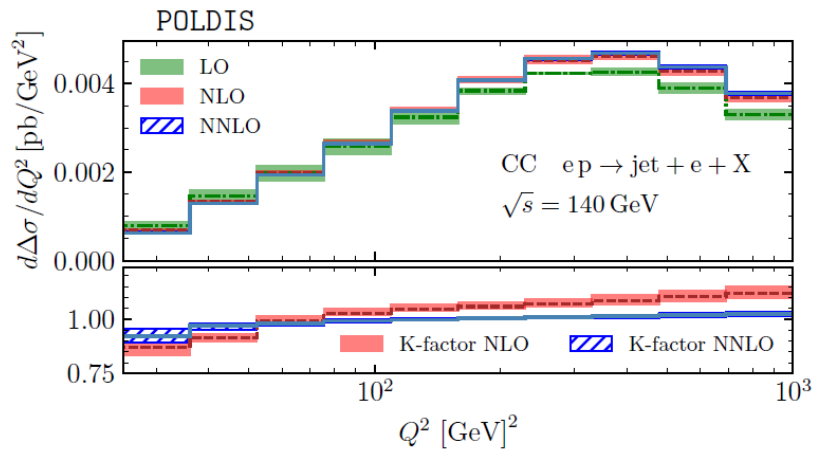 POLDIS
dΔσ/dQ² [pb/GeV²]
0.004
0.002
0.000
LO
NLO
NNLO
CC e p → jet + e + X
√s = 140 GeV
1.00
0.75
K-factor NLO
K-factor NNLO
10²
10³
Q² [GeV]²